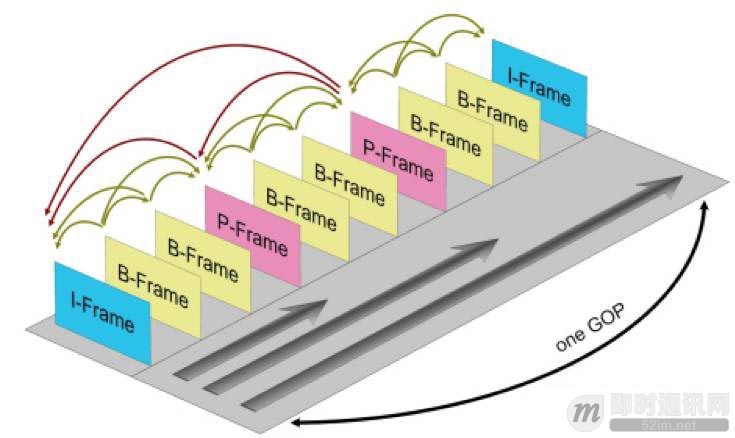 I-Frame
B-Frame
B-Frame
P-Frame
B-Frame
B-Frame
P-Frame
B-Frame
B-Frame
I-Frame
one GOP
m
即时通讯网
52im.net